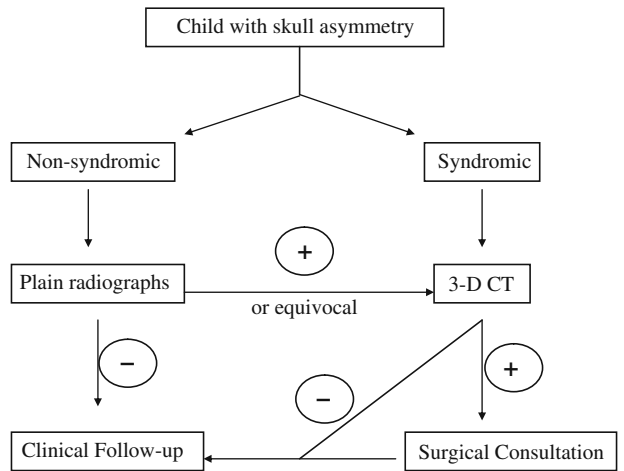 Child with skull asymmetry
Non-syndromic
Syndromic
+
Plain radiographs
3-D CT
or equivocal
−
+
−
Clinical Follow-up
Surgical Consultation